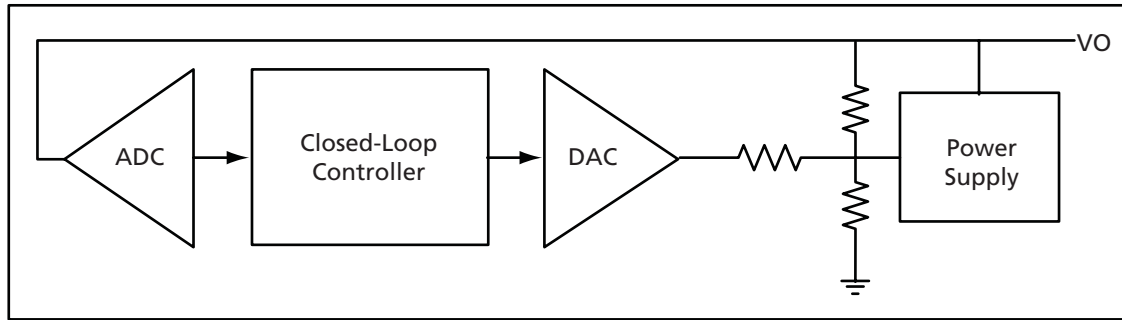 VO
ADC
Closed-Loop
Controller
DAC
Power
Supply